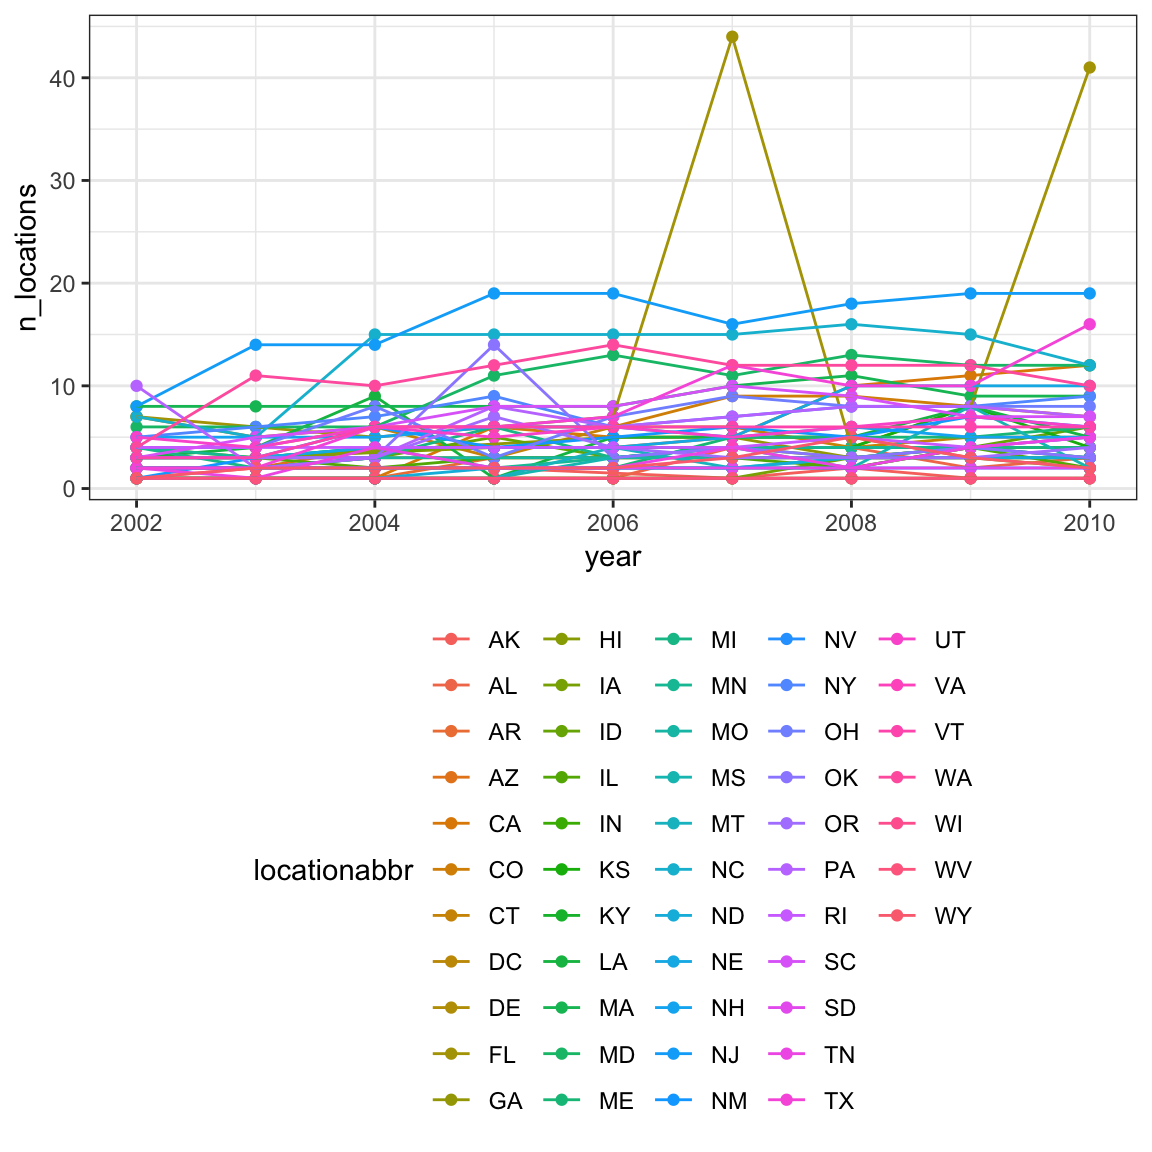 40
30
20
10
0
n_locations
2002 2004 2006 2008 2010
year
locationabbr
AK HI MI NV UT
AL IA MN NY VA
AR ID MO OH VT
AZ IL MS OK WA
CA IN MT OR WI
CO KS NC PA WV
CT KY ND RI WY
DC LA NE SC
DE MA NH SD
FL MD NJ TN
GA ME NM TX